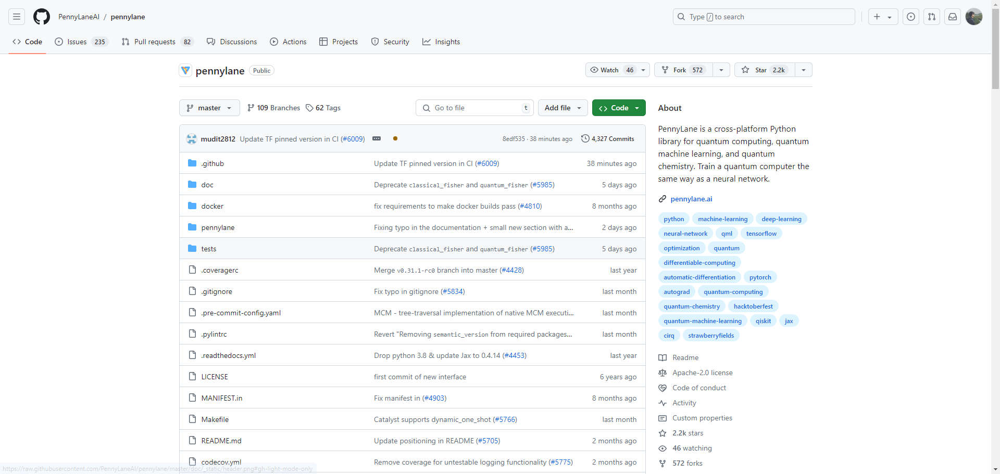 PennyLaneAI / pennylane
Type / to search
Code
Issues 235
Pull requests 82
Discussions
Actions
Projects
Security
Insights
pennylane Public
Watch 46
Fork 572
Star 2.2k
master
109 Branches
62 Tags
Go to file t
Add file
Code
mudit2812 Update TF pinned version in CI (#6009) 8edf535 · 38 minutes ago 4,327 Commits
.github Update TF pinned version in CI (#6009) 38 minutes ago
doc Deprecate classical_fisher and quantum_fisher (#5985) 5 days ago
docker fix requirements to make docker builds pass (#4810) 8 months ago
pennylane Fixing typo in the documentation + small new section with a... 2 days ago
tests Deprecate classical_fisher and quantum_fisher (#5985) 5 days ago
.coveragerc Merge v0.31.1-rc0 branch into master (#4428) last year
.gitignore Fix typo in gitignore (#5834) last month
.pre-commit-config.yaml MCM - tree-traversal implementation of native MCM executi... last month
.pylintrc Revert "Removing semantic_version from required packages... last month
.readthedocs.yml Drop python 3.8 & update Jax to 0.4.14 (#4453) last year
LICENSE first commit of new interface 6 years ago
MANIFEST.in Fix manifest in (#4903) 8 months ago
Makefile Catalyst supports dynamic_one_shot (#5766) last month
README.md Update positioning in README (#5705) 2 months ago
codecov.yml Remove coverage for untestable logging functionality (#5775) 2 months ago
https://raw.githubusercontent.com/PennyLaneAI/pennylane/master/doc/_static/header.png#gh-light-mode-only
About
PennyLane is a cross-platform Python
library for quantum computing, quantum
machine learning, and quantum
chemistry. Train a quantum computer the
same way as a neural network.
pennylane.ai
python machine-learning deep-learning
neural-network qml tensorflow
optimization quantum
differentiable-computing
automatic-differentiation pytorch
autograd quantum-computing
quantum-chemistry hacktoberfest
quantum-machine-learning qiskit jax
cirq strawberryfields
Readme
Apache-2.0 license
Code of conduct
Activity
Custom properties
2.2k stars
46 watching
572 forks